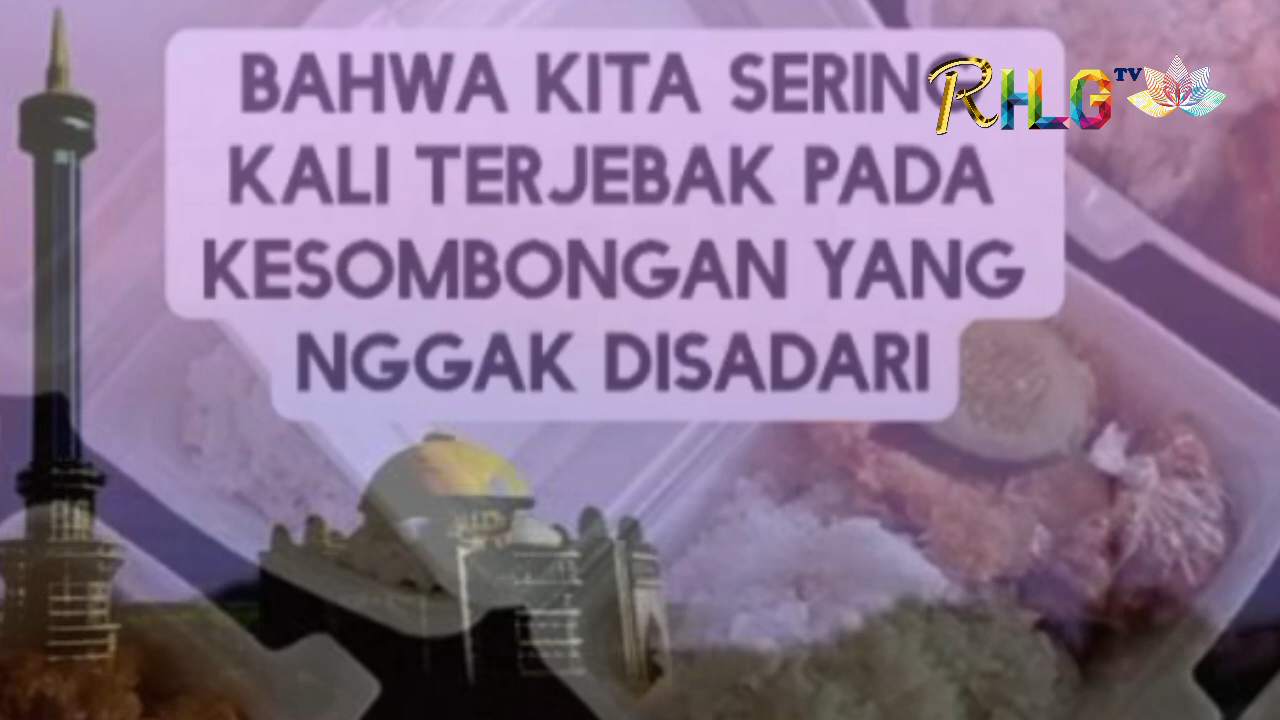 BAHWA KITA SERING
KALI TERJEBAK PADA
KESOMBONGAN YANG
NGGAK DISADARI
RHLG TV